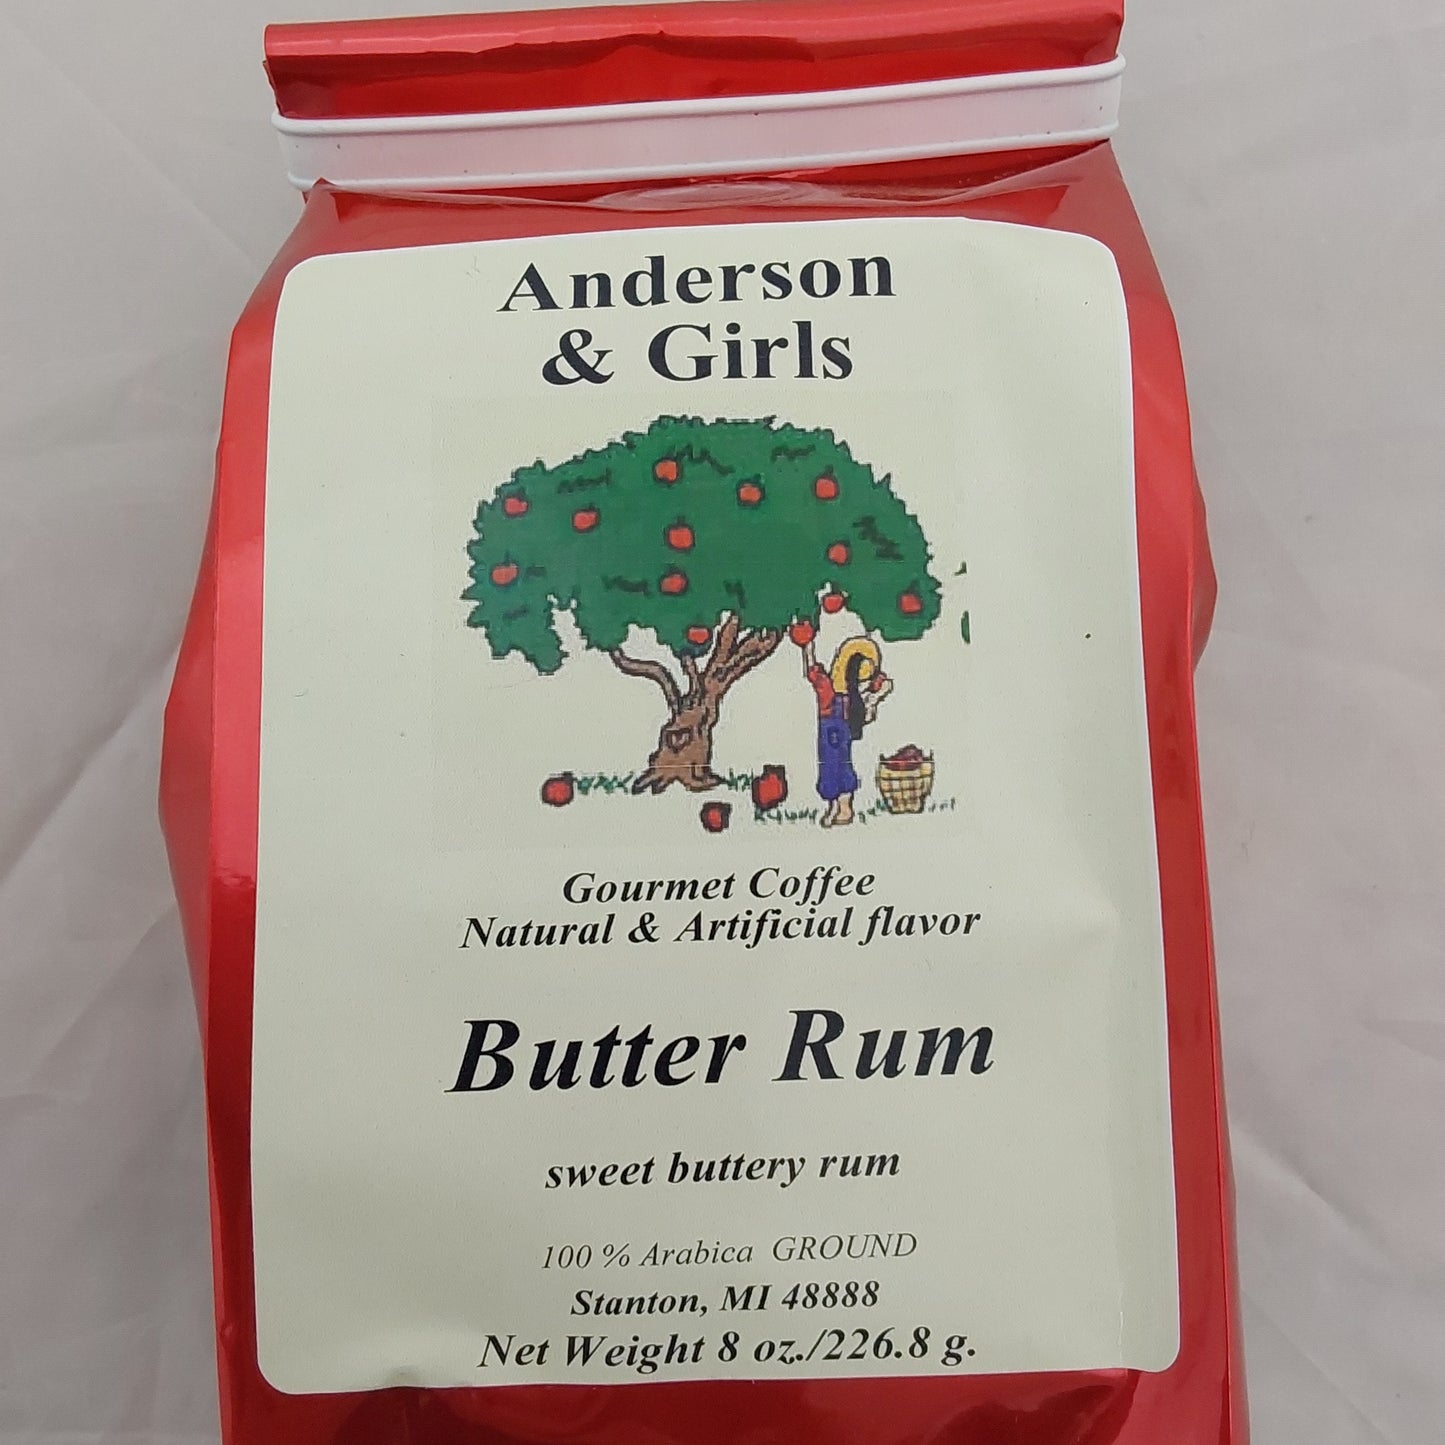 Anderson
& Girls
Gourmet Coffee
Natural & Artificial flavor
Butter Rum
sweet buttery rum
100 % Arabica GROUND
Stanton, MI 48888
Net Weight 8 oz./226.8 g.